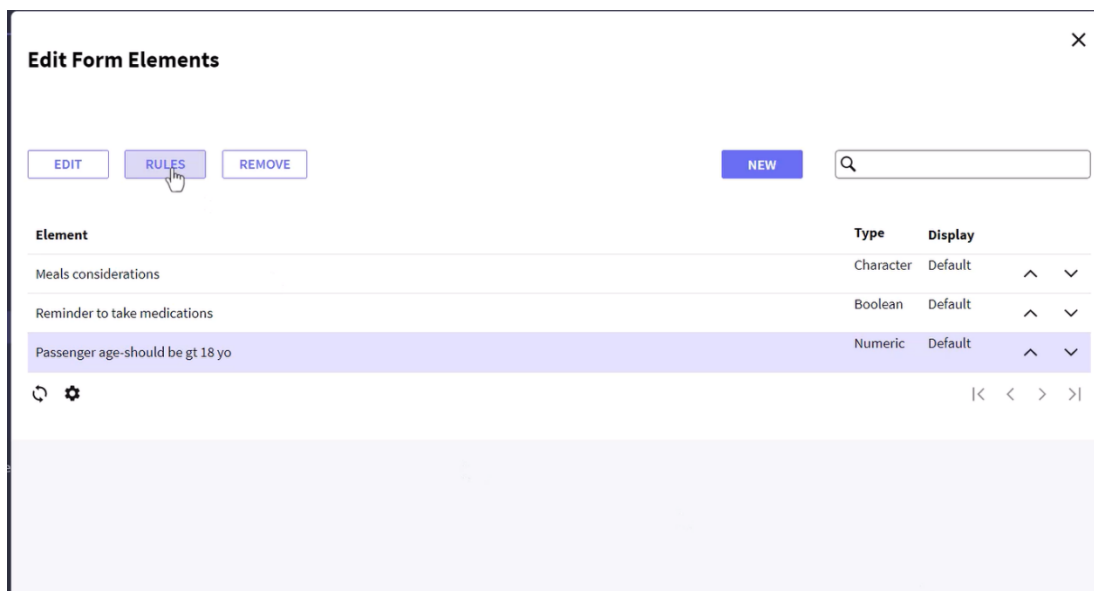 Edit Form Elements
EDIT RULES REMOVE NEW
Element Type Display
Meals considerations Character Default
Reminder to take medications Boolean Default
Passenger age-should be gt 18 yo Numeric Default